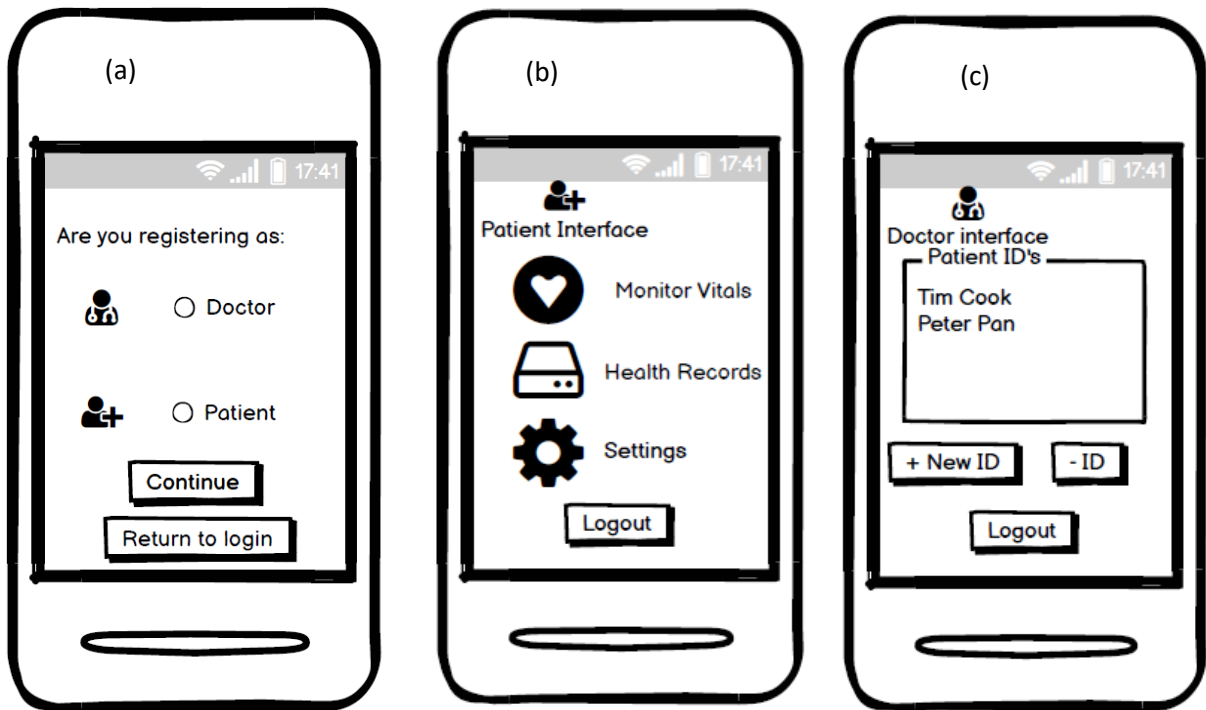 (a)
17:41
Are you registering as:
Doctor
Patient
Continue
Return to login
(b)
17:41
Patient Interface
Monitor Vitals
Health Records
Settings
Logout
(c)
17:41
Doctor interface
Patient ID's
Tim Cook
Peter Pan
+ New ID
- ID
Logout